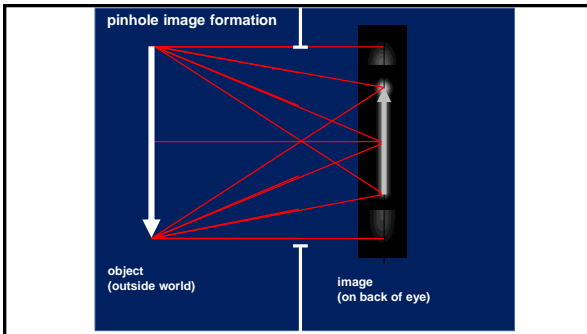 pinhole image formation
object
(outside world)
image
(on back of eye)